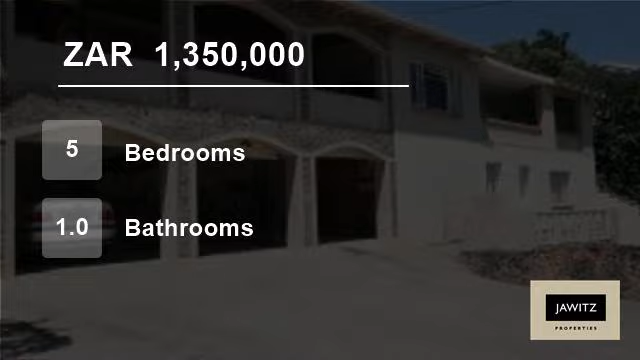 ZAR 1,350,000
5 Bedrooms
1.0 Bathrooms
JAWITZ
PROPERTIES